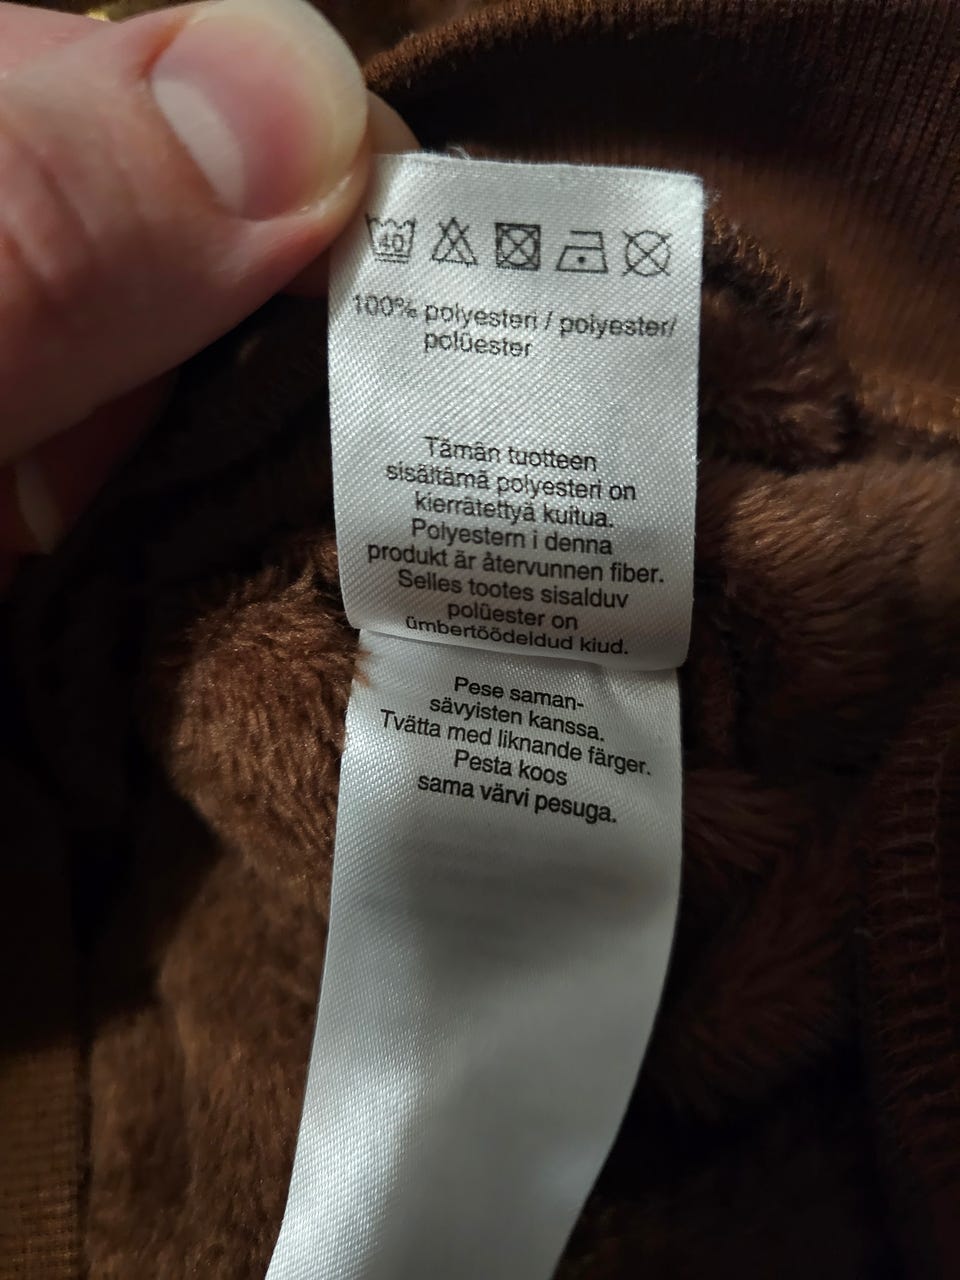 40
100% polyesteri / polyester/
polüester
Tämän tuotteen
sisältämä polyesteri on
kierrätettyä kuitua.
Polyestern i denna
produkt är återvunnen fiber.
Selles tootes sisalduv
polüester on
ümbertöödeldud kiud.
Pese saman-
sävyisten kanssa.
Tvätta med liknande färger.
Pesta koos
sama värvi pesuga.